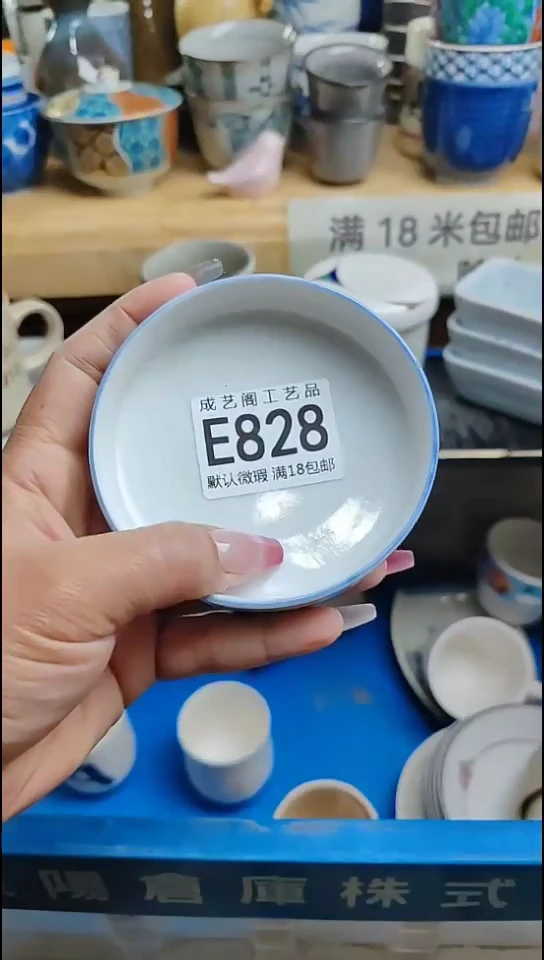 满 18 米包邮
成艺阁工艺品
E828
默认微瑕 满18包邮
陽倉庫株式